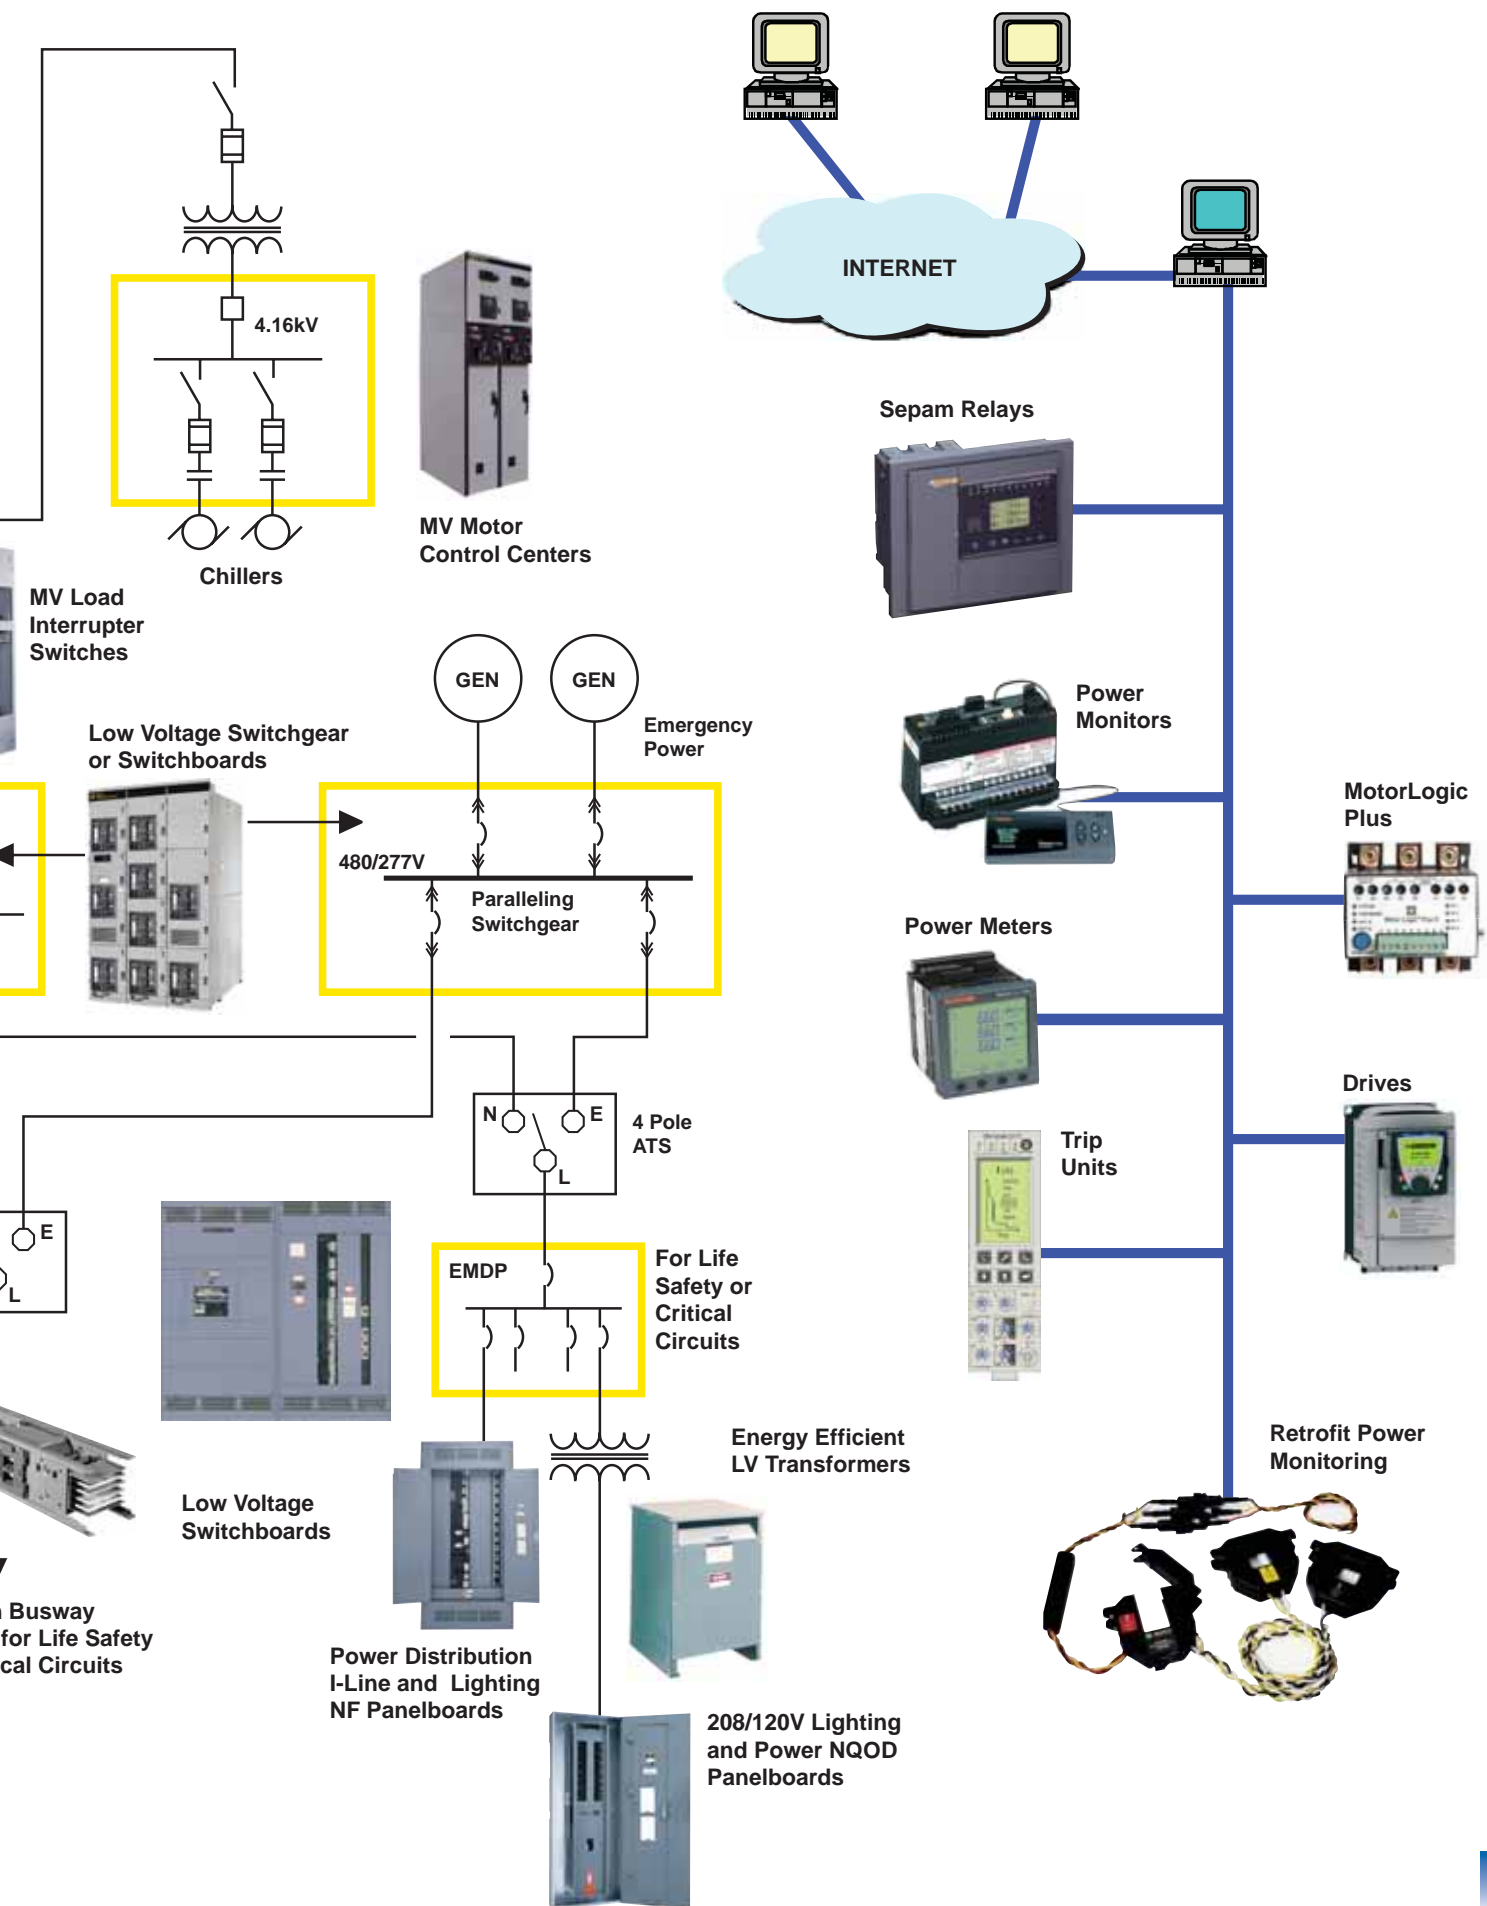 INTERNET
4.16kV
Sepam Relays
MV Motor
Control Centers
Chillers
MV Load
Interrupter
Switches
GEN
GEN
Emergency
Power
Power
Monitors
Low Voltage Switchgear
or Switchboards
MotorLogic
Plus
480/277V
Paralleling
Switchgear
Power Meters
Drives
N
E
L
4 Pole
ATS
Trip
Units
E
L
EMDP
For Life
Safety or
Critical
Circuits
Energy Efficient
LV Transformers
Retrofit Power
Monitoring
Low Voltage
Switchboards
Busway
for Life Safety
cal Circuits
Power Distribution
I-Line and Lighting
NF Panelboards
208/120V Lighting
and Power NQOD
Panelboards